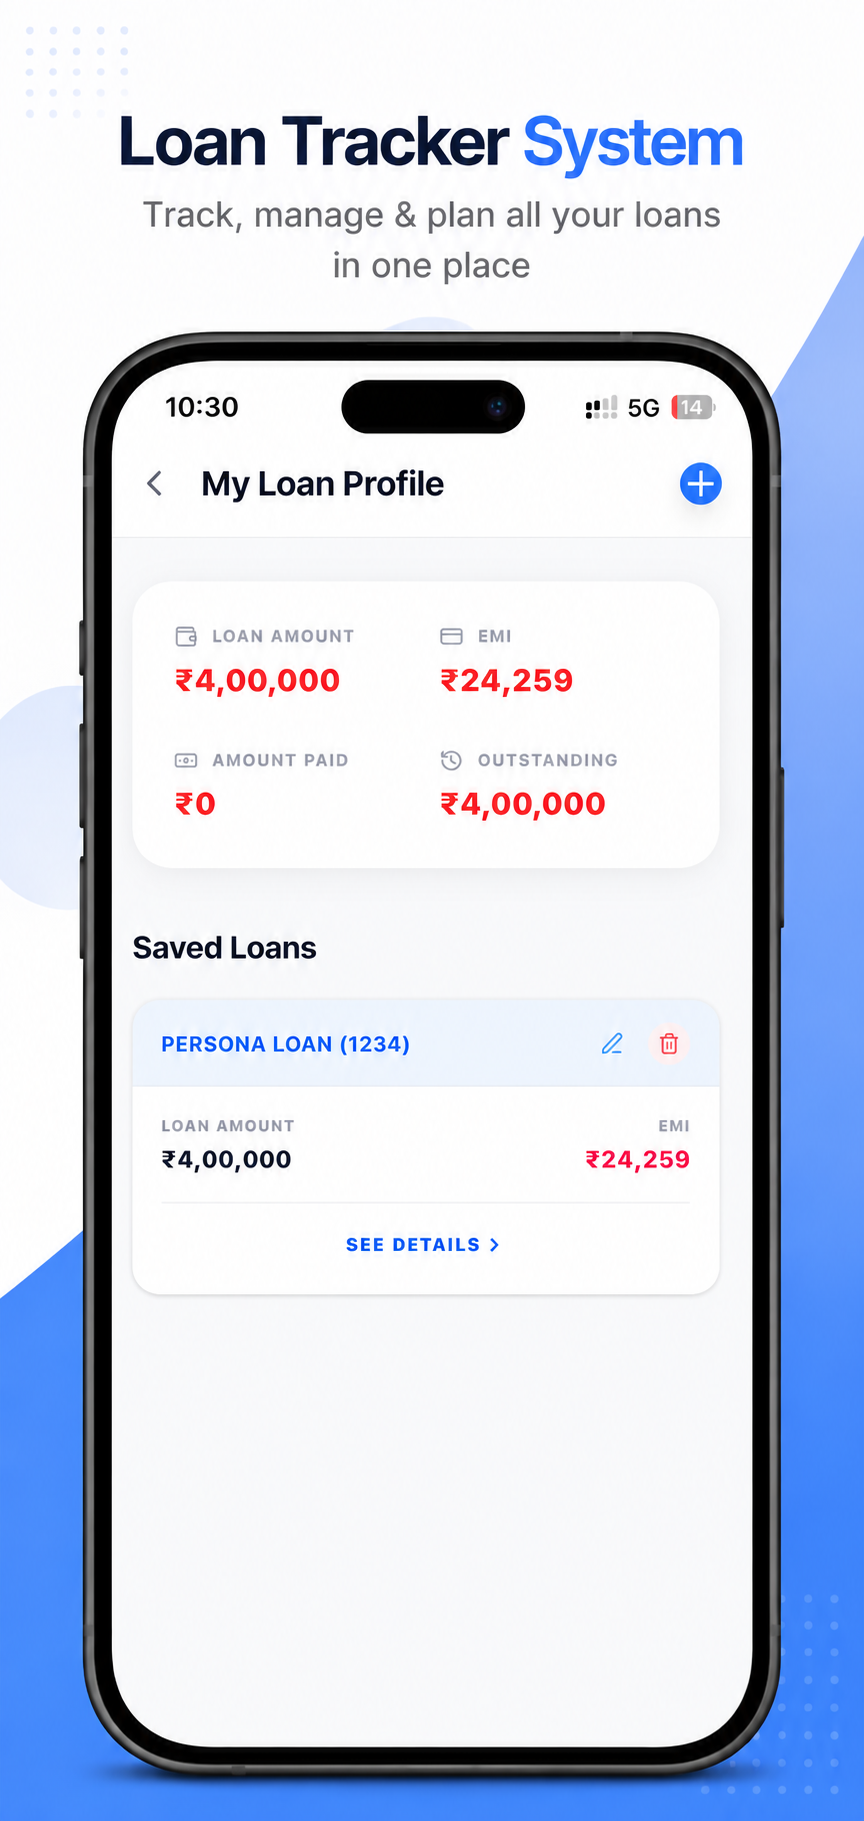 Loan Tracker System
Track, manage & plan all your loans
in one place
10:30
5G 14
My Loan Profile
LOAN AMOUNT EMI
₹4,00,000 ₹24,259
AMOUNT PAID OUTSTANDING
₹0 ₹4,00,000
Saved Loans
PERSONA LOAN (1234)
LOAN AMOUNT EMI
₹4,00,000 ₹24,259
SEE DETAILS